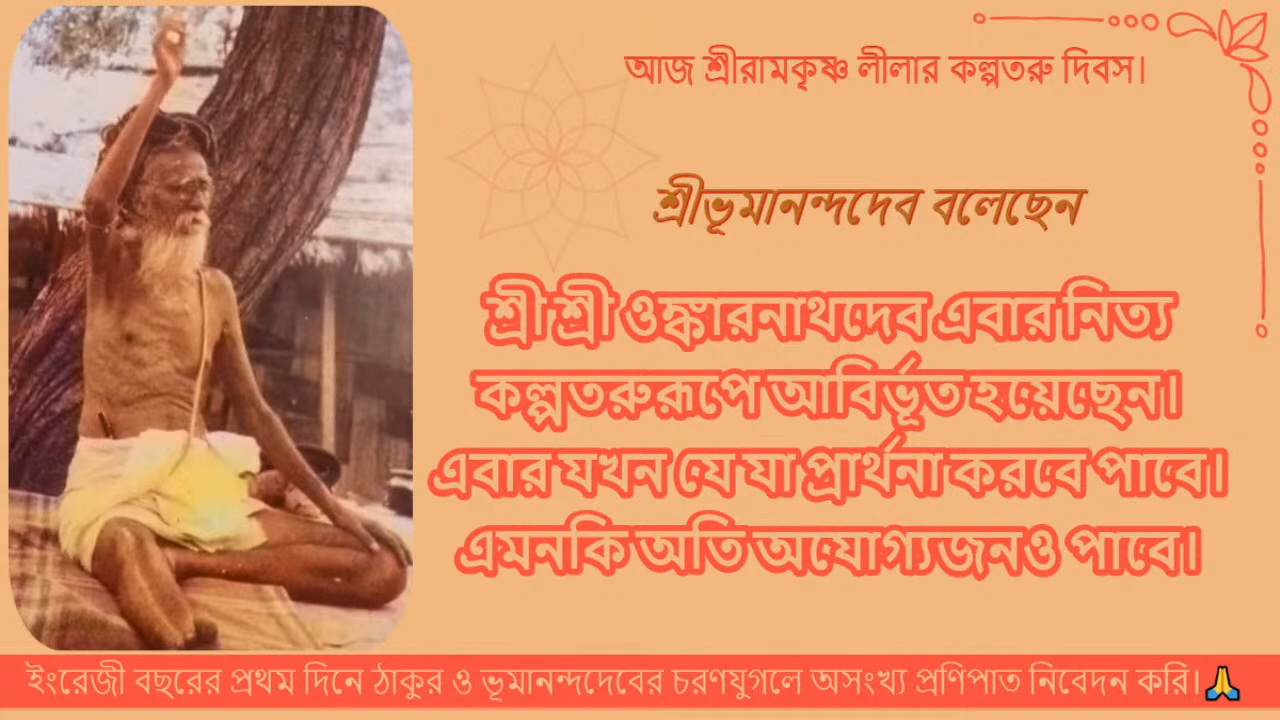 আজ শ্রীরামকৃষ্ণ লীলার কল্পতরু দিবস।
শ্রীভূমানন্দদেব বলেছেন
শ্রী শ্রী ওঙ্কারনাথদেব এবার নিত্য
কল্পতরুরূপে আবির্ভূত হয়েছেন।
এবার যখন যে যা প্রার্থনা করবে পাবে।
এমনকি অতি অযোগ্যজনও পাবে।
ইংরেজী বছরের প্রথম দিনে ঠাকুর ও ভূমানন্দদেবের চরণযুগলে অসংখ্য প্রণিপাত নিবেদন করি।🙏